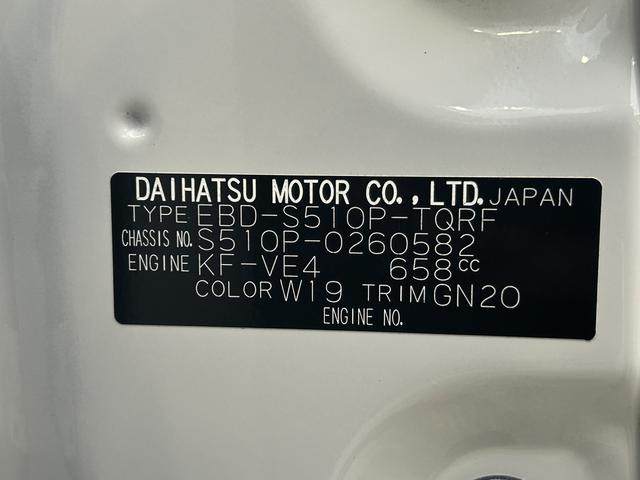 DAIHATSU MOTOR CO., LTD. JAPAN
TYPE EBD-S510P-TQRF
CHASSIS NO. S510P-0260582
ENGINE KF-VE4 658cc
COLOR W19 TRIM GN20
ENGINE NO.